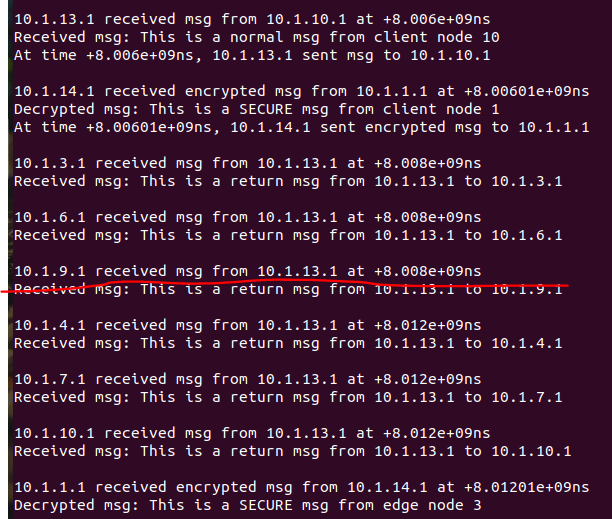 10.1.13.1 received msg from 10.1.10.1 at +8.006e+09ns
Received msg: This is a normal msg from client node 10
At time +8.006e+09ns, 10.1.13.1 sent msg to 10.1.10.1
10.1.14.1 received encrypted msg from 10.1.1.1 at +8.00601e+09ns
Decrypted msg: This is a SECURE msg from client node 1
At time +8.00601e+09ns, 10.1.14.1 sent encrypted msg to 10.1.1.1
10.1.3.1 received msg from 10.1.13.1 at +8.008e+09ns
Received msg: This is a return msg from 10.1.13.1 to 10.1.3.1
10.1.6.1 received msg from 10.1.13.1 at +8.008e+09ns
Received msg: This is a return msg from 10.1.13.1 to 10.1.6.1
10.1.9.1 received msg from 10.1.13.1 at +8.008e+09ns
Received msg: This is a return msg from 10.1.13.1 to 10.1.9.1
10.1.4.1 received msg from 10.1.13.1 at +8.012e+09ns
Received msg: This is a return msg from 10.1.13.1 to 10.1.4.1
10.1.7.1 received msg from 10.1.13.1 at +8.012e+09ns
Received msg: This is a return msg from 10.1.13.1 to 10.1.7.1
10.1.10.1 received msg from 10.1.13.1 at +8.012e+09ns
Received msg: This is a return msg from 10.1.13.1 to 10.1.10.1
10.1.1.1 received encrypted msg from 10.1.14.1 at +8.01201e+09ns
Decrypted msg: This is a SECURE msg from edge node 3